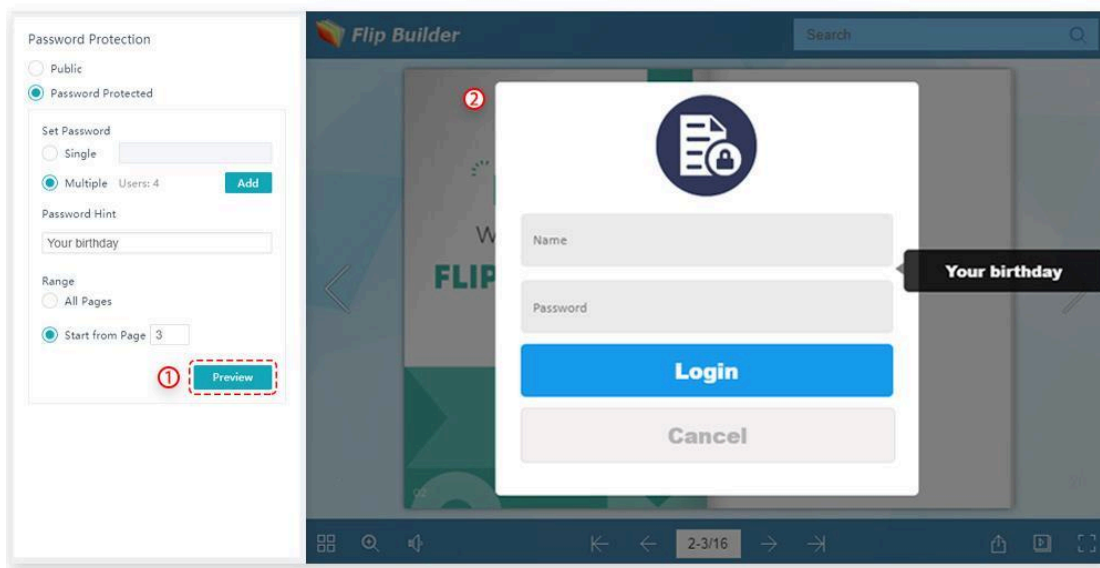 Password Protection
Public
Password Protected
Set Password
Single
Multiple Users: 4 Add
Password Hint
Your birthday
Range
All Pages
Start from Page 3
① Preview
Flip Builder
Search
②
W
FLIP
Name
Password
Your birthday
Login
Cancel
02
2-3/16